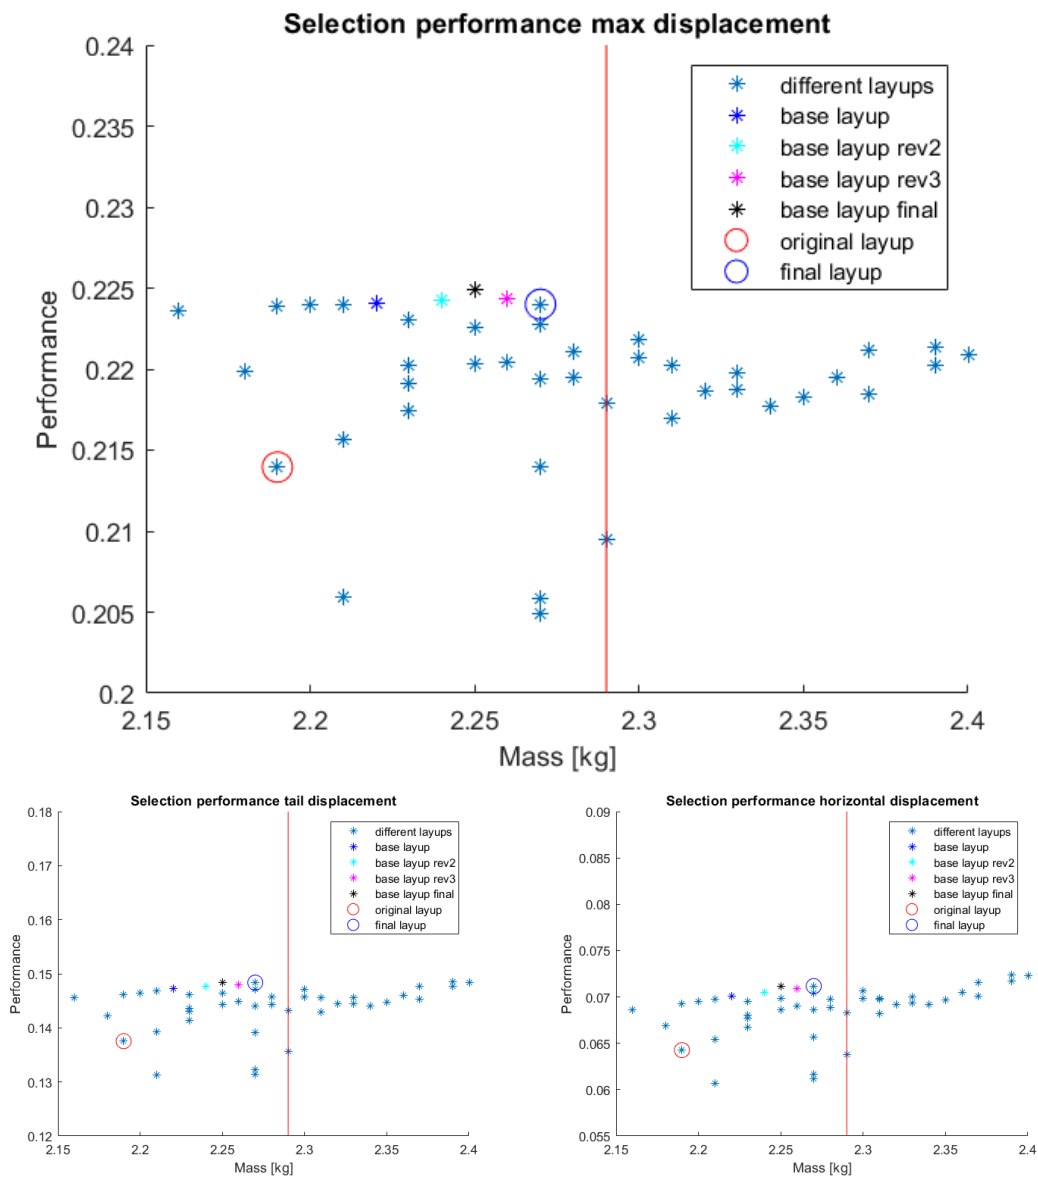 Selection performance max displacement
0.24
0.235
0.23
0.225
0.22
0.215
0.21
0.205
0.2
Performance
different layups
base layup
base layup rev2
base layup rev3
base layup final
original layup
final layup
2.15
2.2
2.25
2.3
2.35
2.4
Mass [kg]
Selection performance tail displacement
0.18
0.17
0.16
0.15
0.14
0.13
0.12
Performance
different layups
base layup
base layup rev2
base layup rev3
base layup final
original layup
final layup
2.15
2.2
2.25
2.3
2.35
2.4
Mass [kg]
Selection performance horizontal displacement
0.09
0.085
0.08
0.075
0.07
0.065
0.06
0.055
Performance
different layups
base layup
base layup rev2
base layup rev3
base layup final
original layup
final layup
2.15
2.2
2.25
2.3
2.35
2.4
Mass [kg]